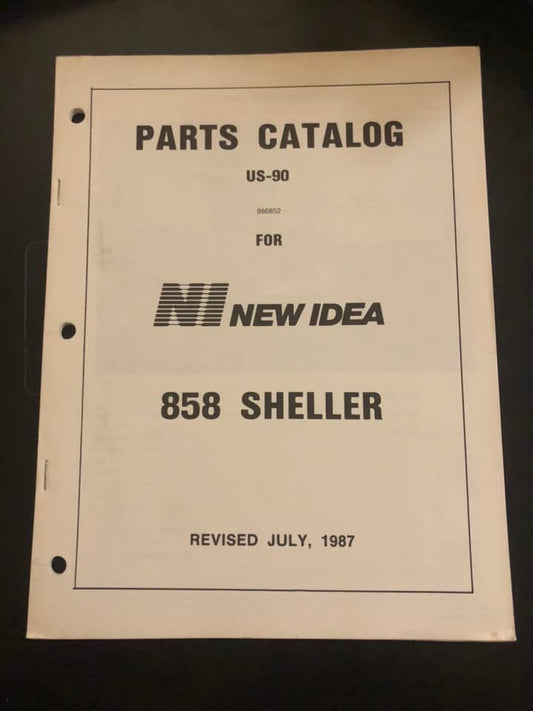 PARTS CATALOG
US-90
986852
FOR
NI NEW IDEA
858 SHELLER
REVISED JULY, 1987